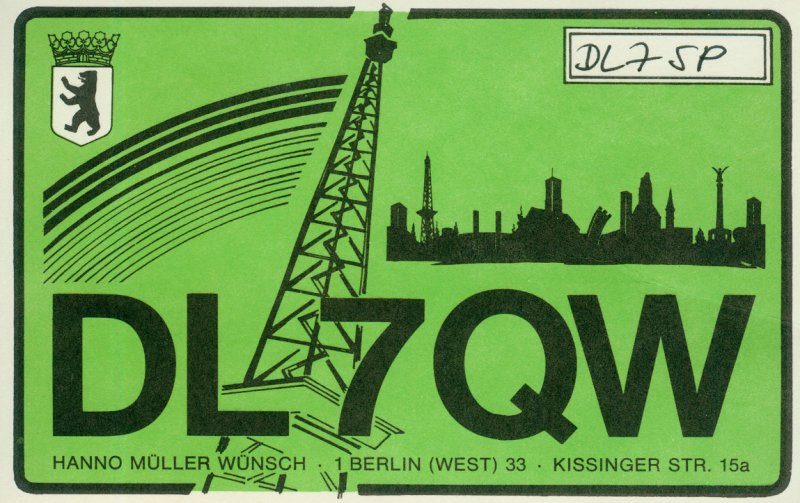 DL7SP
DL7QW
HANNO MÜLLER WÜNSCH · 1 BERLIN (WEST) 33 · KISSINGER STR. 15a